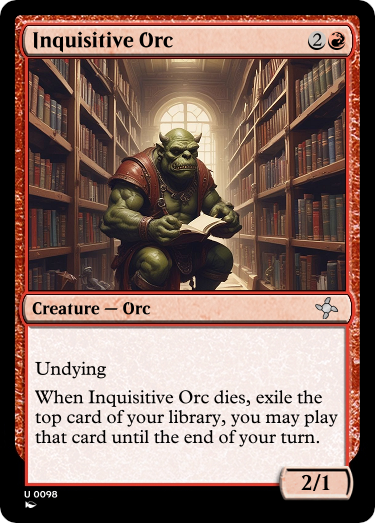 Inquisitive Orc 2
Creature — Orc
Undying
When Inquisitive Orc dies, exile the
top card of your library, you may play
that card until the end of your turn.
2/1
U 0098